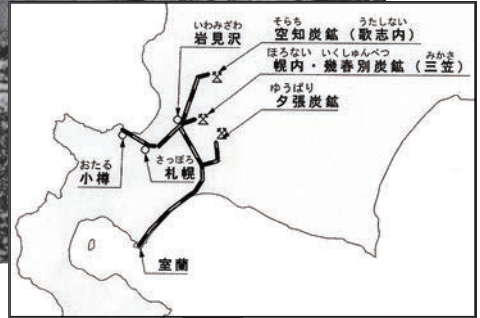 いわみざわ
岩見沢
そらち うたしない
空知炭鉱（歌志内）
ほろない いくしゅんべつ みかさ
幌内・幾春別炭鉱（三笠）
ゆうばり
夕張炭鉱
おたる
小樽
さっぽろ
札幌
室蘭